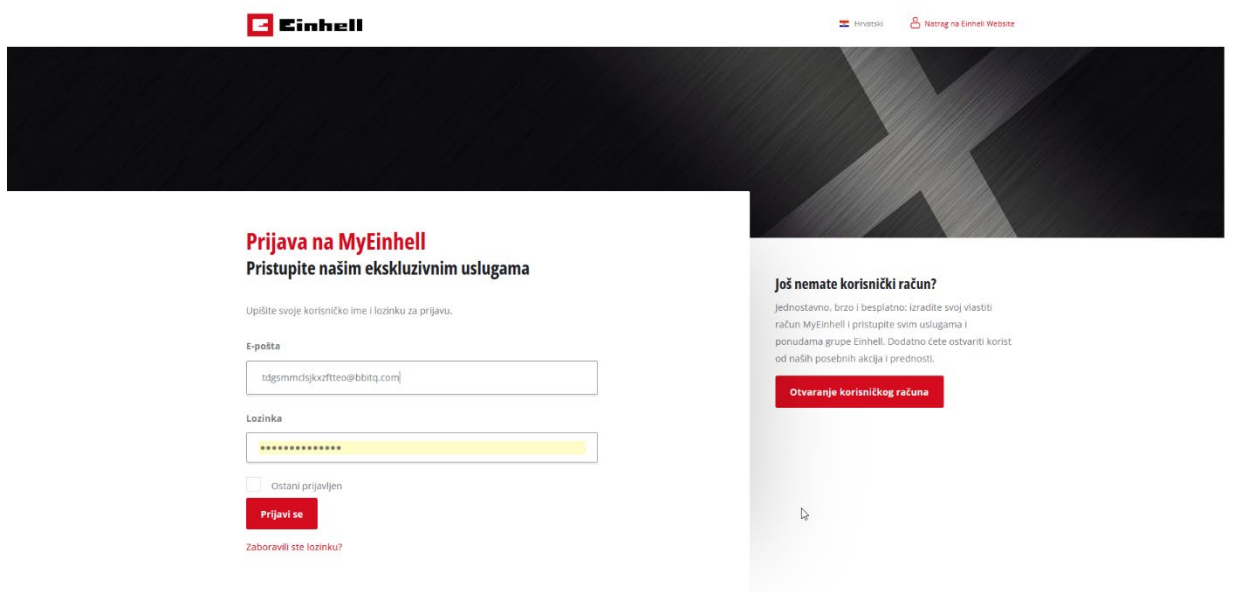 Einhell
Hrvatski
Natrag na Einhell Website
Prijava na MyEinhell
Pristupite našim ekskluzivnim uslugama
Upišite svoje korisničko ime i lozinku za prijavu.
E-pošta
tdgsmmclsjkxzftteo@bbitq.com
Lozinka
••••••••••••••
Ostani prijavljen
Prijavi se
Zaboravili ste lozinku?
Još nemate korisnički račun?
Jednostavno, brzo i besplatno: izradite svoj vlastiti
račun MyEinhell i pristupite svim uslugama i
ponudama grupe Einhell. Dodatno ćete ostvariti korist
od naših posebnih akcija i prednosti.
Otvaranje korisničkog računa